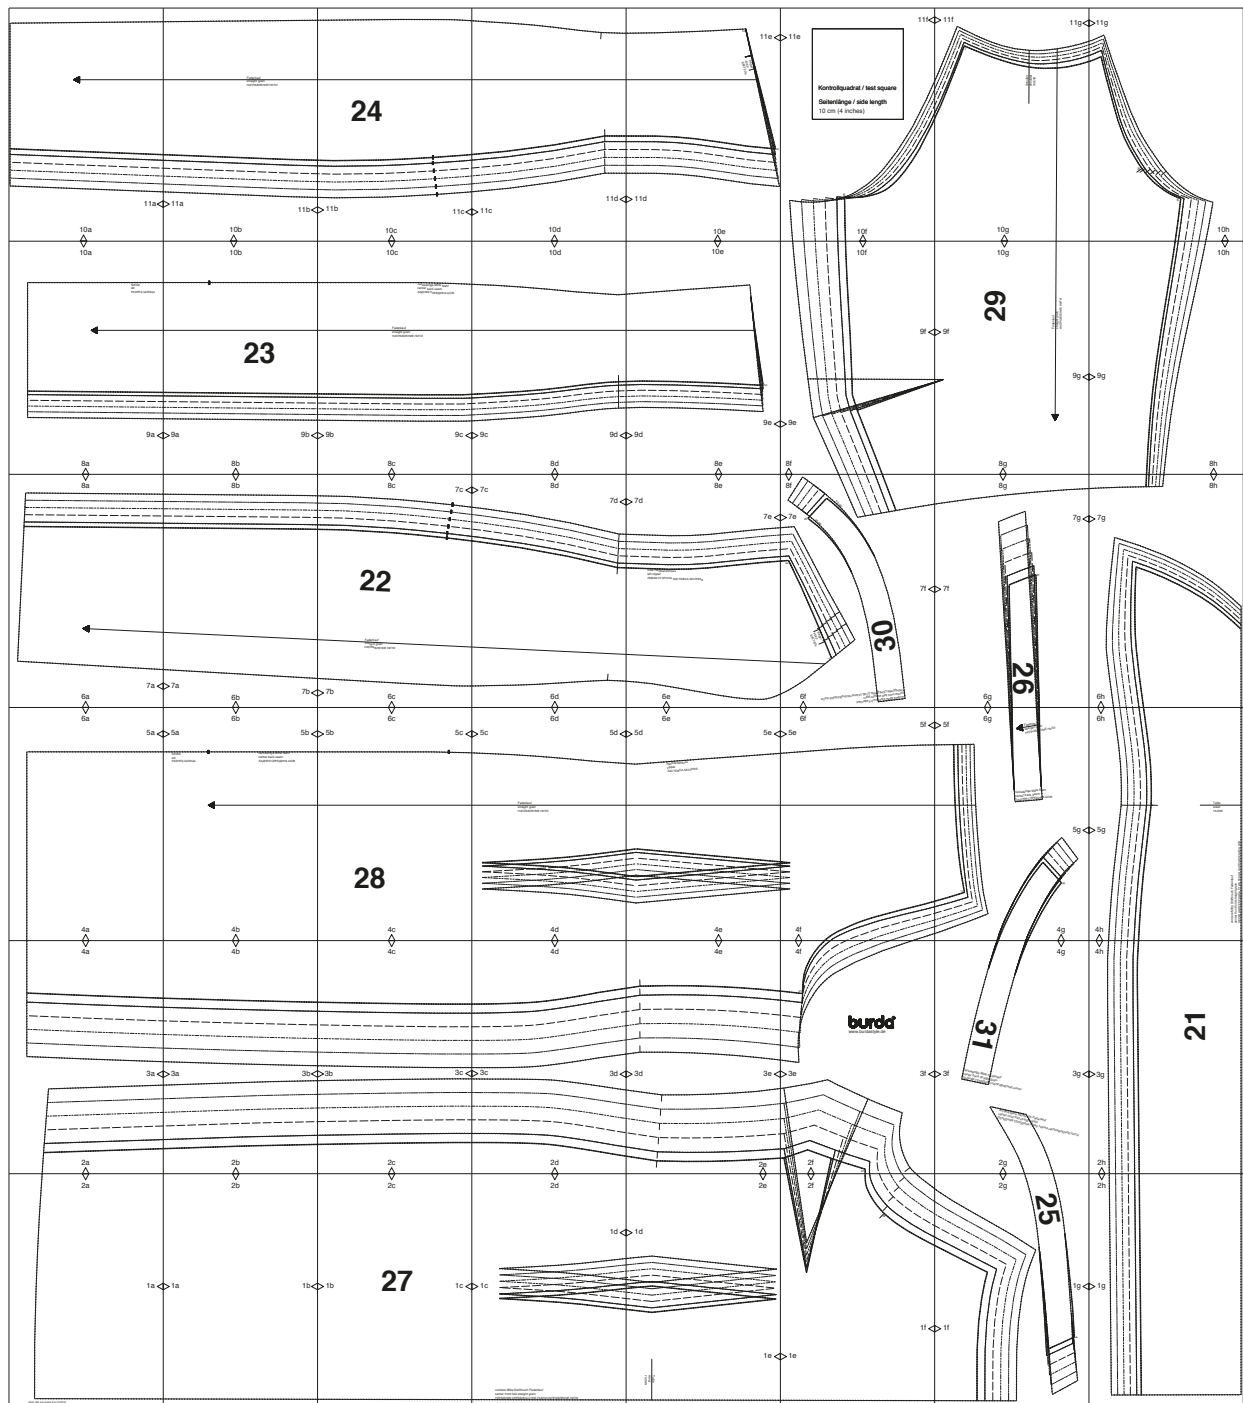 11f 11f
11g 11g
11e 11e
Kontrollquadrat / test square
Seitenlänge / side length
10 cm (4 inches)
24
11a 11a
11b 11b
11c 11c
11d 11d
10a
10b
10c
10d
10e
10f
10g
10h
10a
10b
10c
10d
10e
10f
10g
10h
29
23
9f 9f
9g 9g
9a 9a
9b 9b
9c 9c
9d 9d
9e 9e
8a
8b
8c
8d
8e
8f
8g
8h
8a
8b
8c
8d
8e
8f
8g
8h
7c 7c
7d 7d
7e 7e
7g 7g
22
7f 7f
30
26
7a 7a
7b 7b
6a
6b
6c
6d
6e
6f
6g
6h
6a
6b
6c
6d
6e
6f
6g
6h
5a 5a
5b 5b
5c 5c
5d 5d
5e 5e
5f 5f
5g 5g
28
4a
4b
4c
4d
4e
4f
4g
4h
4a
4b
4c
4d
4e
4f
4g
4h
burda
www.burdastyle.de
31
21
3a 3a
3b 3b
3c 3c
3d 3d
3e 3e
3f 3f
3g 3g
2a
2b
2c
2d
2e
2f
2g
2h
2a
2b
2c
2d
2e
2f
2g
2h
25
1d 1d
27
1a 1a
1b 1b
1c 1c
1g 1g
1f 1f
1e 1e